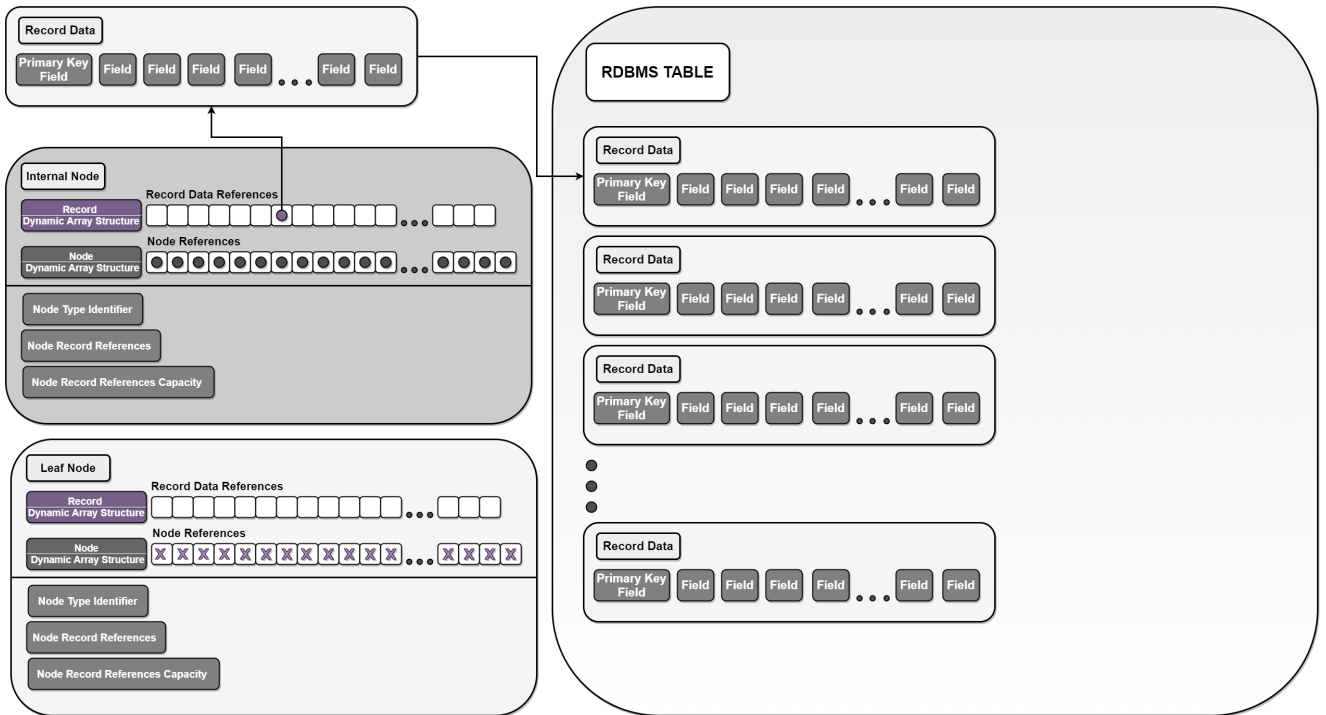 Record Data
Primary Key
Field
Field
Field
Field
Field
Field
Field
Internal Node
Record Data References
Record
Dynamic Array Structure
Node References
Node
Dynamic Array Structure
Node Type Identifier
Node Record References
Node Record References Capacity
Leaf Node
Record Data References
Record
Dynamic Array Structure
Node References
Node
Dynamic Array Structure
X X X X X X X X X X X X X X X X
Node Type Identifier
Node Record References
Node Record References Capacity
RDBMS TABLE
Record Data
Primary Key
Field
Field
Field
Field
Field
Field
Field
Record Data
Primary Key
Field
Field
Field
Field
Field
Field
Field
Record Data
Primary Key
Field
Field
Field
Field
Field
Field
Field
Record Data
Primary Key
Field
Field
Field
Field
Field
Field
Field